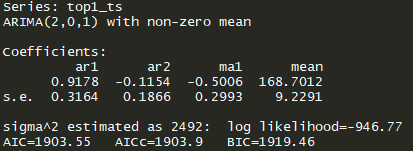 Series: top1_ts
ARIMA(2,0,1) with non-zero mean
Coefficients:
ar1 ar2 ma1 mean
0.9178 -0.1154 -0.5006 168.7012
s.e. 0.3164 0.1866 0.2993 9.2291
sigma^2 estimated as 2492: log likelihood=-946.77
AIC=1903.55 AICc=1903.9 BIC=1919.46